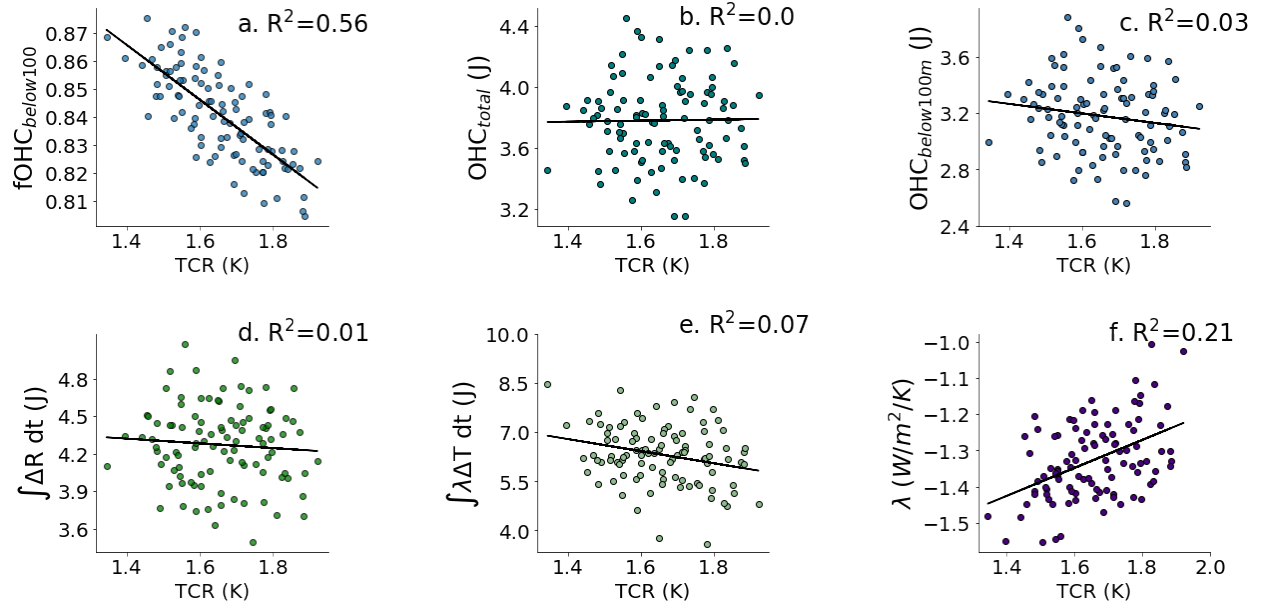 a. R²=0.56
fOHC_below100
0.87
0.86
0.85
0.84
0.83
0.82
0.81
1.4 1.6 1.8
TCR (K)
b. R²=0.0
OHC_total (J)
4.4
4.0
3.6
3.2
1.4 1.6 1.8
TCR (K)
c. R²=0.03
OHC_below100m (J)
3.6
3.2
2.8
2.4
1.4 1.6 1.8
TCR (K)
d. R²=0.01
∫ΔR dt (J)
4.8
4.5
4.2
3.9
3.6
1.4 1.6 1.8
TCR (K)
e. R²=0.07
∫λΔT dt (J)
10.0
8.5
7.0
5.5
4.0
1.4 1.6 1.8
TCR (K)
f. R²=0.21
λ (W/m²/K)
−1.0
−1.1
−1.2
−1.3
−1.4
−1.5
1.4 1.6 1.8 2.0
TCR (K)